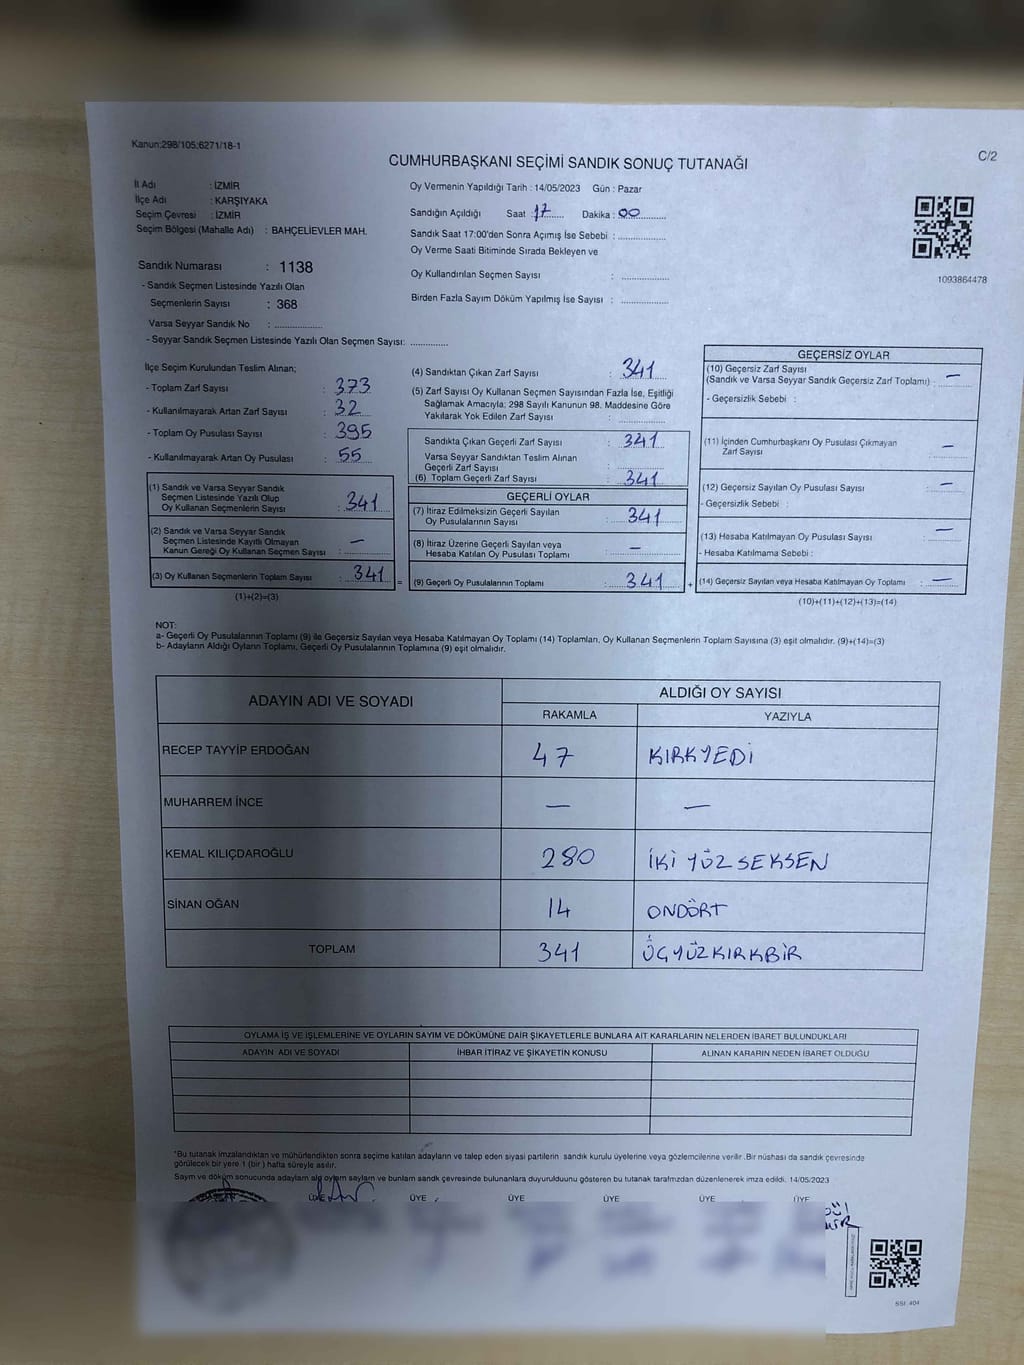 Kanun:298/105;6271/18-1
CUMHURBAŞKANI SEÇİMİ SANDIK SONUÇ TUTANAĞI
C/2
İl Adı : İZMİR
İlçe Adı : KARŞIYAKA
Seçim Çevresi : İZMİR
Seçim Bölgesi (Mahalle Adı) : BAHÇELİEVLER MAH.
Sandık Numarası : 1138
- Sandık Seçmen Listesinde Yazılı Olan
Seçmenlerin Sayısı : 368
Varsa Seyyar Sandık No : ....................
- Seyyar Sandık Seçmen Listesinde Yazılı Olan Seçmen Sayısı: ..............
Oy Vermenin Yapıldığı Tarih : 14/05/2023 Gün : Pazar
Sandığın Açıldığı Saat : 17 Dakika : 00
Sandık Saat 17:00'den Sonra Açımış İse Sebebi : ..................
Oy Verme Saati Bitiminde Sırada Bekleyen ve
Oy Kullandırılan Seçmen Sayısı : ..................
Birden Fazla Sayım Döküm Yapılmış İse Sayısı : ..................
1093864478
İlçe Seçim Kurulundan Teslim Alınan;
- Toplam Zarf Sayısı : 373
- Kullanılmayarak Artan Zarf Sayısı : 32
- Toplam Oy Pusulası Sayısı : 395
- Kullanılmayarak Artan Oy Pusulası : 55
(1) Sandık ve Varsa Seyyar Sandık
Seçmen Listesinde Yazılı Olup
Oy Kullanan Seçmenlerin Sayısı : 341
(2) Sandık ve Varsa Seyyar Sandık
Seçmen Listesinde Kayıtlı Olmayan
Kanun Gereği Oy Kullanan Seçmen Sayısı : —
(3) Oy Kullanan Seçmenlerin Toplam Sayısı : 341 =
(1)+(2)=(3)
(4) Sandıktan Çıkan Zarf Sayısı : 341
(5) Zarf Sayısı Oy Kullanan Seçmen Sayısından Fazla İse, Eşitliği
Sağlamak Amacıyla; 298 Sayılı Kanunun 98. Maddesine Göre
Yakılarak Yok Edilen Zarf Sayısı : ..................
Sandıkta Çıkan Geçerli Zarf Sayısı : 341
Varsa Seyyar Sandıktan Teslim Alınan
Geçerli Zarf Sayısı : ..................
(6) Toplam Geçerli Zarf Sayısı : 341
GEÇERLİ OYLAR
(7) İtiraz Edilmeksizin Geçerli Sayılan
Oy Pusulalarının Sayısı : 341
(8) İtiraz Üzerine Geçerli Sayılan veya
Hesaba Katılan Oy Pusulası Toplamı : —
(9) Geçerli Oy Pusulalarının Toplamı : 341 +
GEÇERSİZ OYLAR
(10) Geçersiz Zarf Sayısı
(Sandık ve Varsa Seyyar Sandık Geçersiz Zarf Toplamı) : —
- Geçersizlik Sebebi :
(11) İçinden Cumhurbaşkanı Oy Pusulası Çıkmayan
Zarf Sayısı : —
(12) Geçersiz Sayılan Oy Pusulası Sayısı : —
- Geçersizlik Sebebi :
(13) Hesaba Katılmayan Oy Pusulası Sayısı : —
- Hesaba Katılmama Sebebi :
(14) Geçersiz Sayılan veya Hesaba Katılmayan Oy Toplamı : —
(10)+(11)+(12)+(13)=(14)
NOT:
a- Geçerli Oy Pusulalarının Toplamı (9) ile Geçersiz Sayılan veya Hesaba Katılmayan Oy Toplamı (14) Toplamları, Oy Kullanan Seçmenlerin Toplam Sayısına (3) eşit olmalıdır. (9)+(14)=(3)
b- Adayların Aldığı Oyların Toplamı, Geçerli Oy Pusulalarının Toplamına (9) eşit olmalıdır.
ADAYIN ADI VE SOYADI ALDIĞI OY SAYISI
RAKAMLA YAZIYLA
RECEP TAYYİP ERDOĞAN 47 KIRKYEDİ
MUHARREM İNCE — —
KEMAL KILIÇDAROĞLU 280 İKİ YÜZ SEKSEN
SİNAN OĞAN 14 ONDÖRT
TOPLAM 341 ÜÇYÜZKIRKBİR
OYLAMA İŞ VE İŞLEMLERİNE VE OYLARIN SAYIM VE DÖKÜMÜNE DAİR ŞİKAYETLERLE BUNLARA AİT KARARLARIN NELERDEN İBARET BULUNDUKLARI
ADAYIN ADI VE SOYADI İHBAR İTİRAZ VE ŞİKAYETİN KONUSU ALINAN KARARIN NEDEN İBARET OLDUĞU
*Bu tutanak imzalandıktan ve mühürlendikten sonra seçime katılan adayların ve talep eden siyasi partilerin sandık kurulu üyelerine veya gözlemcilerine verilir .Bir nüshası da sandık çevresinde
görülecek bir yere 1 (bir ) hafta süreyle asılır.
Sayım ve döküm sonucunda adayların alg oyların sayıları ve bunların sandık çevresinde bulunanlara duyurulduunu gösteren bu tutanak tarafmzdan düzenlenerek imza edildi. 14/05/2023
ÜYE ÜYE ÜYE ÜYE ÜYE ÜYE
SSI: 404